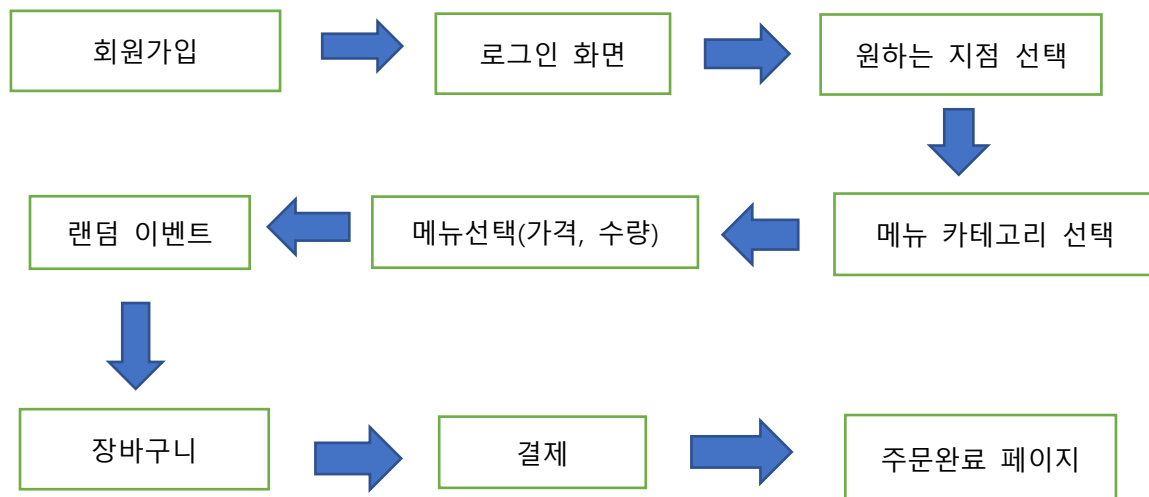 회원가입
로그인 화면
원하는 지점 선택
메뉴 카테고리 선택
메뉴선택(가격, 수량)
랜덤 이벤트
장바구니
결제
주문완료 페이지